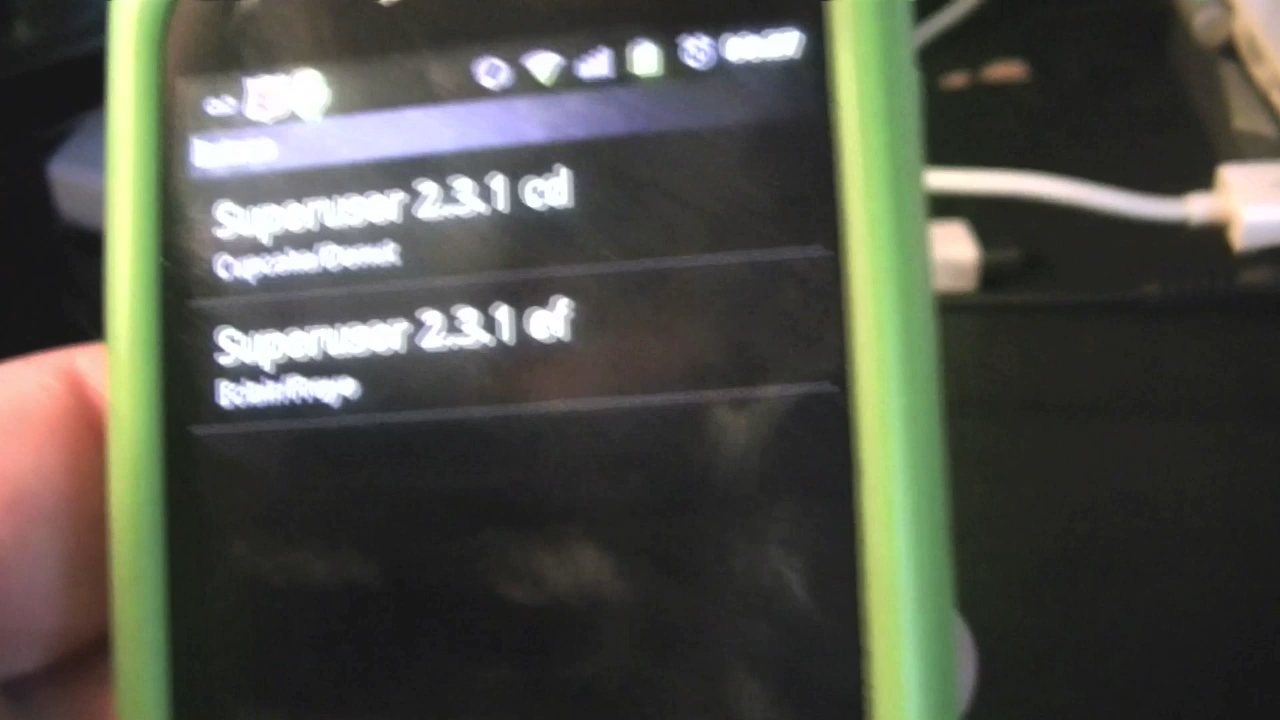 Superuser 2.3.1 cd
Cupcake/Donut
Superuser 2.3.1 ef
Eclair/Froyo